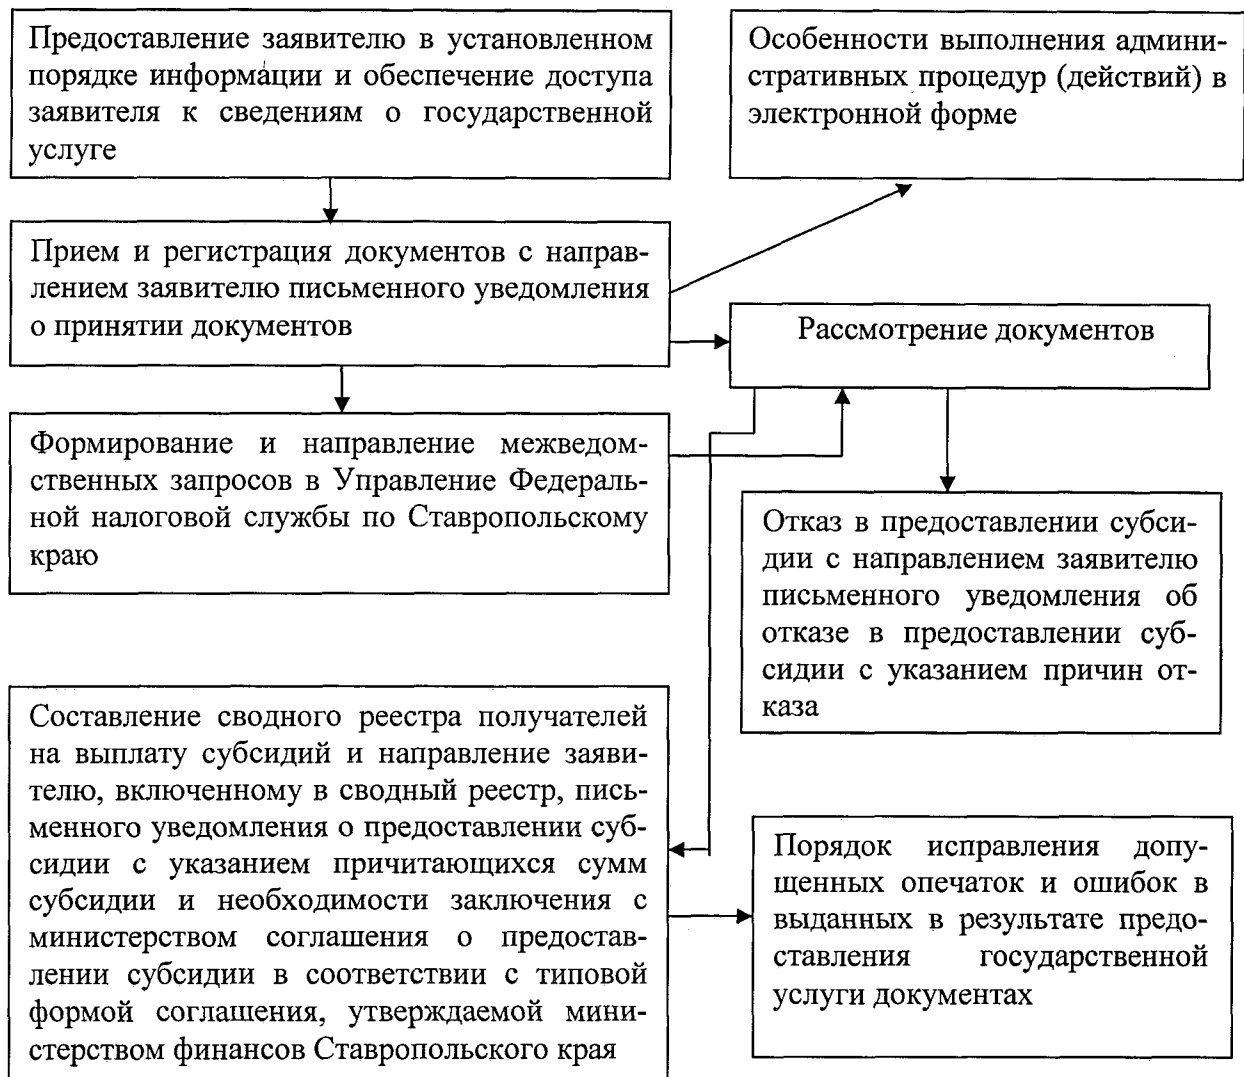 Предоставление заявителю в установленном
порядке информации и обеспечение доступа
заявителя к сведениям о государственной
услуге
Особенности выполнения админи-
стративных процедур (действий) в
электронной форме
Прием и регистрация документов с направ-
лением заявителю письменного уведомления
о принятии документов
Рассмотрение документов
Формирование и направление межведом-
ственных запросов в Управление Федераль-
ной налоговой службы по Ставропольскому
краю
Отказ в предоставлении субси-
дии с направлением заявителю
письменного уведомления об
отказе в предоставлении суб-
сидии с указанием причин от-
каза
Составление сводного реестра получателей
на выплату субсидий и направление заяви-
телю, включенному в сводный реестр, пись-
менного уведомления о предоставлении суб-
сидии с указанием причитающихся сумм
субсидии и необходимости заключения с
министерством соглашения о предостав-
лении субсидии в соответствии с типовой
формой соглашения, утверждаемой мини-
стерством финансов Ставропольского края
Порядок исправления допу-
щенных опечаток и ошибок в
выданных в результате предо-
ставления государственной
услуги документах